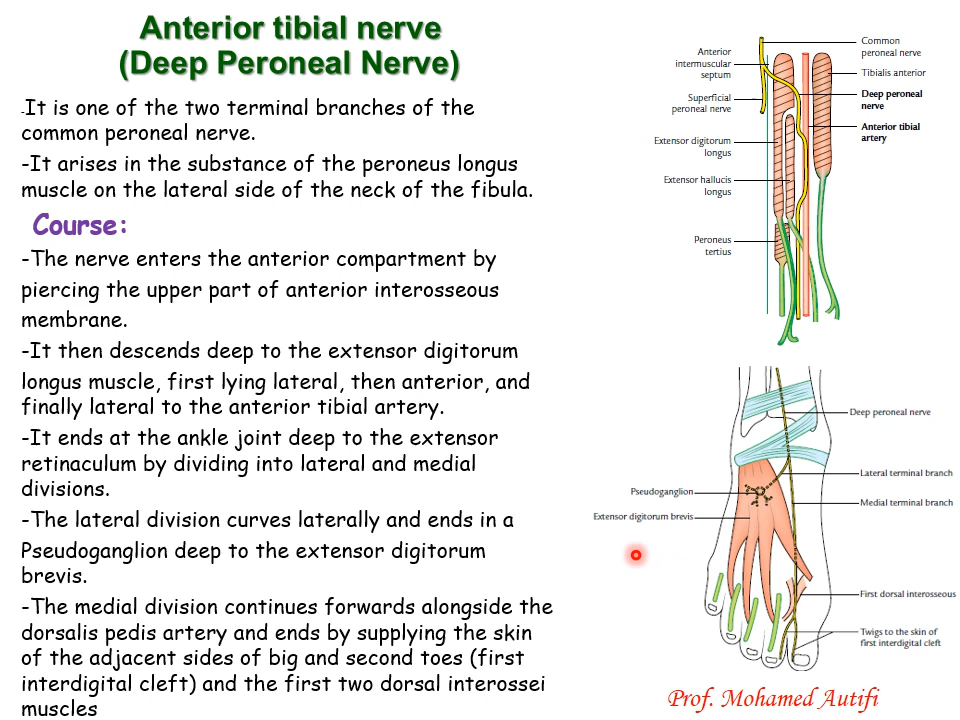 Anterior tibial nerve
(Deep Peroneal Nerve)
-It is one of the two terminal branches of the
common peroneal nerve.
-It arises in the substance of the peroneus longus
muscle on the lateral side of the neck of the fibula.
Course:
-The nerve enters the anterior compartment by
piercing the upper part of anterior interosseous
membrane.
-It then descends deep to the extensor digitorum
longus muscle, first lying lateral, then anterior, and
finally lateral to the anterior tibial artery.
-It ends at the ankle joint deep to the extensor
retinaculum by dividing into lateral and medial
divisions.
-The lateral division curves laterally and ends in a
Pseudoganglion deep to the extensor digitorum
brevis.
-The medial division continues forwards alongside the
dorsalis pedis artery and ends by supplying the skin
of the adjacent sides of big and second toes (first
interdigital cleft) and the first two dorsal interossei
muscles
Anterior
intermuscular
septum
Superficial
peroneal nerve
Extensor digitorum
longus
Extensor hallucis
longus
Peroneus
tertius
Common
peroneal nerve
Tibialis anterior
Deep peroneal
nerve
Anterior tibial
artery
Deep peroneal nerve
Lateral terminal branch
Pseudoganglion
Medial terminal branch
Extensor digitorum brevis
First dorsal interosseous
Twigs to the skin of
first interdigital cleft
Prof. Mohamed Autifi